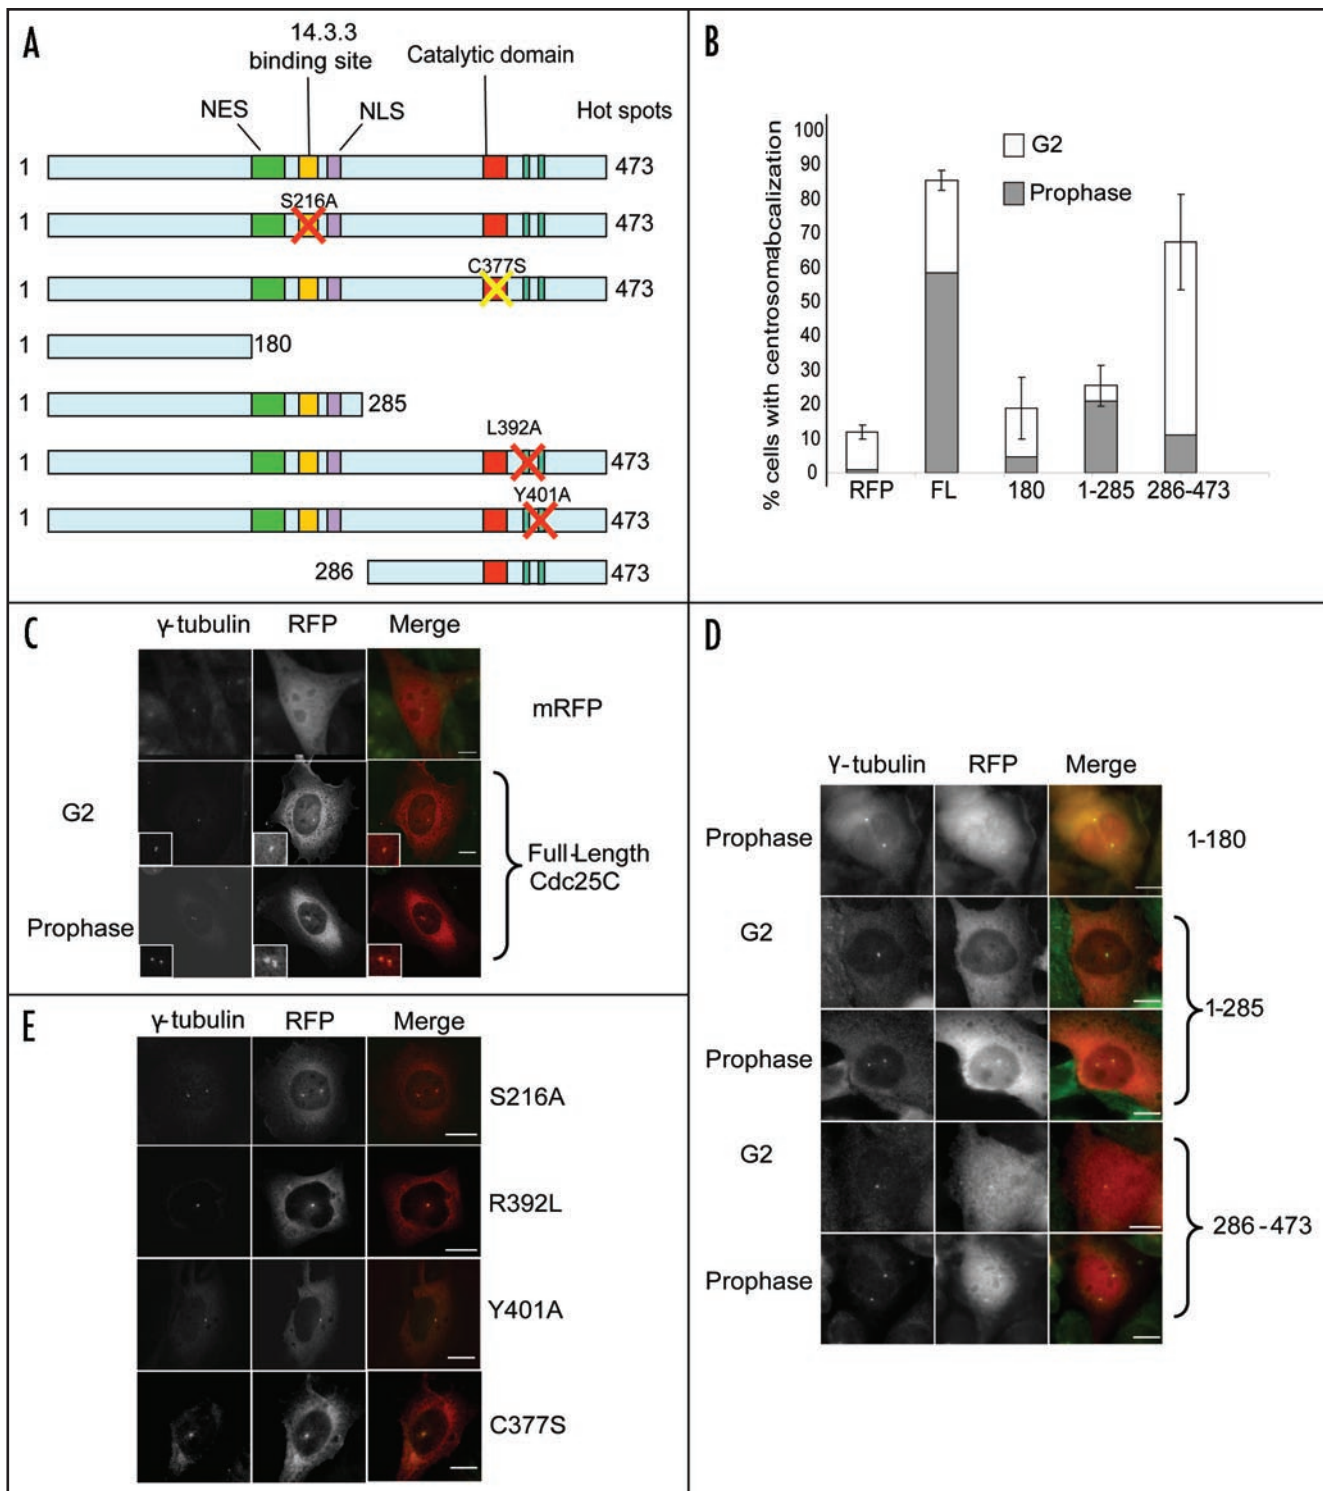 A
14.3.3
binding site
Catalytic domain
NES
NLS
Hot spots
1
473
S216A
1
473
C377S
1
473
1
180
1
285
L392A
1
473
Y401A
1
473
286
473
B
% cells with centrosomabcalization
100
90
80
70
60
50
40
30
20
10
0
G2
Prophase
RFP FL 180 1-285 286-473
C
γ-tubulin RFP Merge
mRFP
G2
Full-Length
Cdc25C
Prophase
D
γ-tubulin RFP Merge
Prophase
1-180
G2
1-285
Prophase
G2
286-473
Prophase
E
γ-tubulin RFP Merge
S216A
R392L
Y401A
C377S